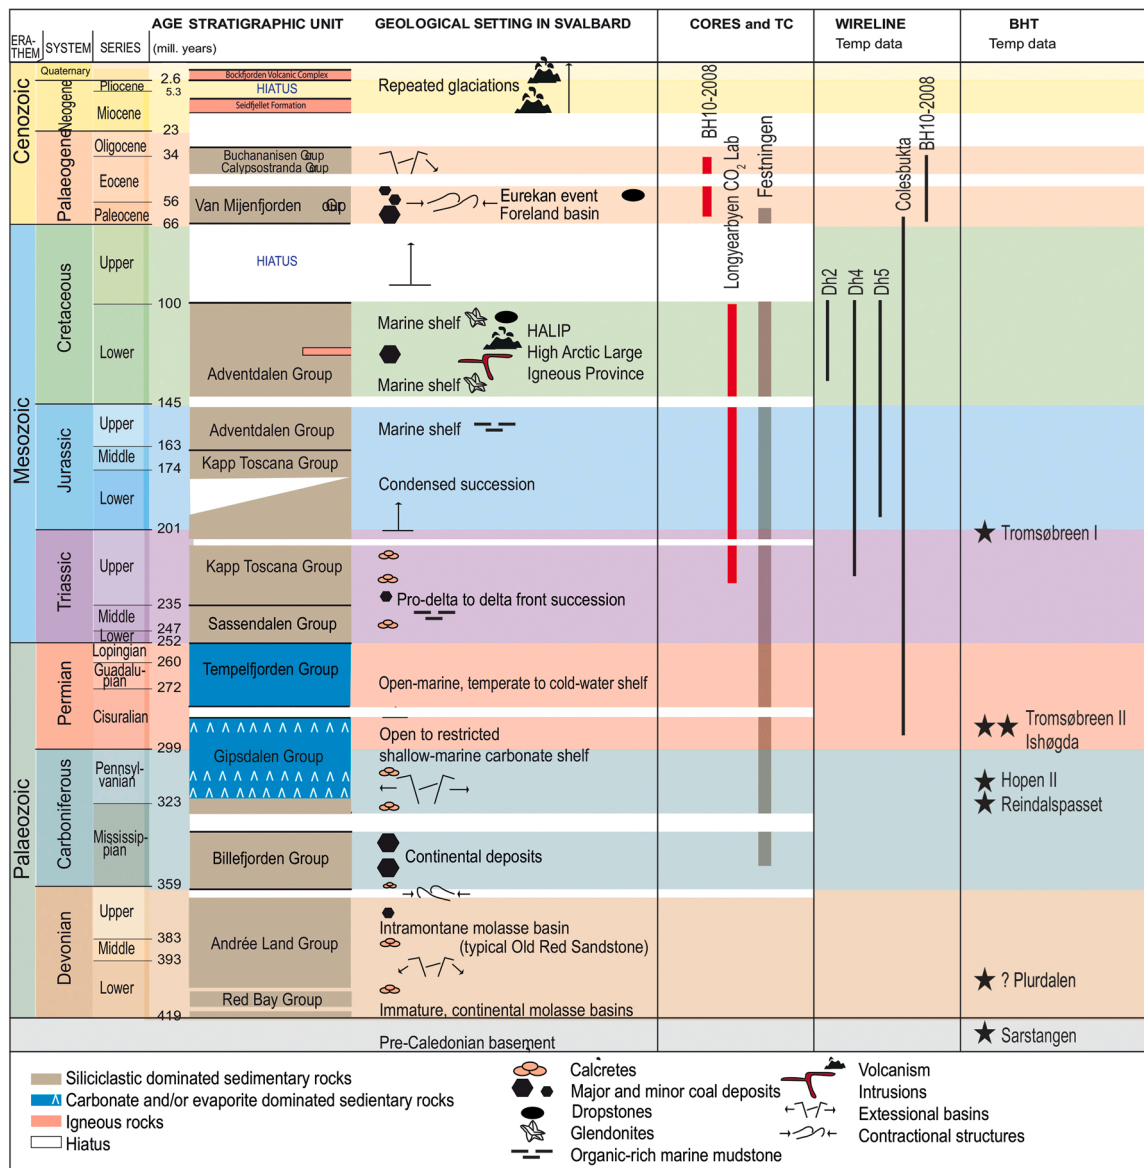 AGE STRATIGRAPHIC UNIT GEOLOGICAL SETTING IN SVALBARD CORES and TC WIRELINE BHT
ERA-
THEM SYSTEM SERIES (mill. years) Temp data Temp data
Cenozoic
Mesozoic
Palaeozoic
Quaternary
Neogene
Palaeogene
Cretaceous
Jurassic
Triassic
Permian
Carboniferous
Devonian
Pliocene
Miocene
Oligocene
Eocene
Paleocene
Upper
Lower
Upper
Middle
Lower
Upper
Middle
Lower
Lopingian
Guadalu-
pian
Cisuralian
Pennsyl-
vanian
Mississip-
pian
Upper
Middle
Lower
2.6
5.3
23
34
56
66
100
145
163
174
201
235
247
252
260
272
299
323
359
383
393
419
Bockfjorden Volcanic Complex
HIATUS
Seidfjellet Formation
Buchananisen Group
Calypsostranda Group
Van Mijenfjorden Group
HIATUS
Adventdalen Group
Adventdalen Group
Kapp Toscana Group
Kapp Toscana Group
Sassendalen Group
Tempelfjorden Group
Gipsdalen Group
Billefjorden Group
Andrée Land Group
Red Bay Group
Repeated glaciations
Eurekan event
Foreland basin
Marine shelf
HALIP
High Arctic Large
Igneous Province
Marine shelf
Marine shelf
Condensed succession
Pro-delta to delta front succession
Open-marine, temperate to cold-water shelf
Open to restricted
shallow-marine carbonate shelf
Continental deposits
Intramontane molasse basin
(typical Old Red Sandstone)
Immature, continental molasse basins
Pre-Caledonian basement
BH10-2008
Longyearbyen CO2 Lab
Festningen
Dh2
Dh4
Dh5
Colesbukta
BH10-2008
Tromsøbreen I
Tromsøbreen II
Ishøgda
Hopen II
Reindalspasset
? Plurdalen
Sarstangen
Siliciclastic dominated sedimentary rocks
Carbonate and/or evaporite dominated sedientary rocks
Igneous rocks
Hiatus
Calcretes
Major and minor coal deposits
Dropstones
Glendonites
Organic-rich marine mudstone
Volcanism
Intrusions
Extessional basins
Contractional structures